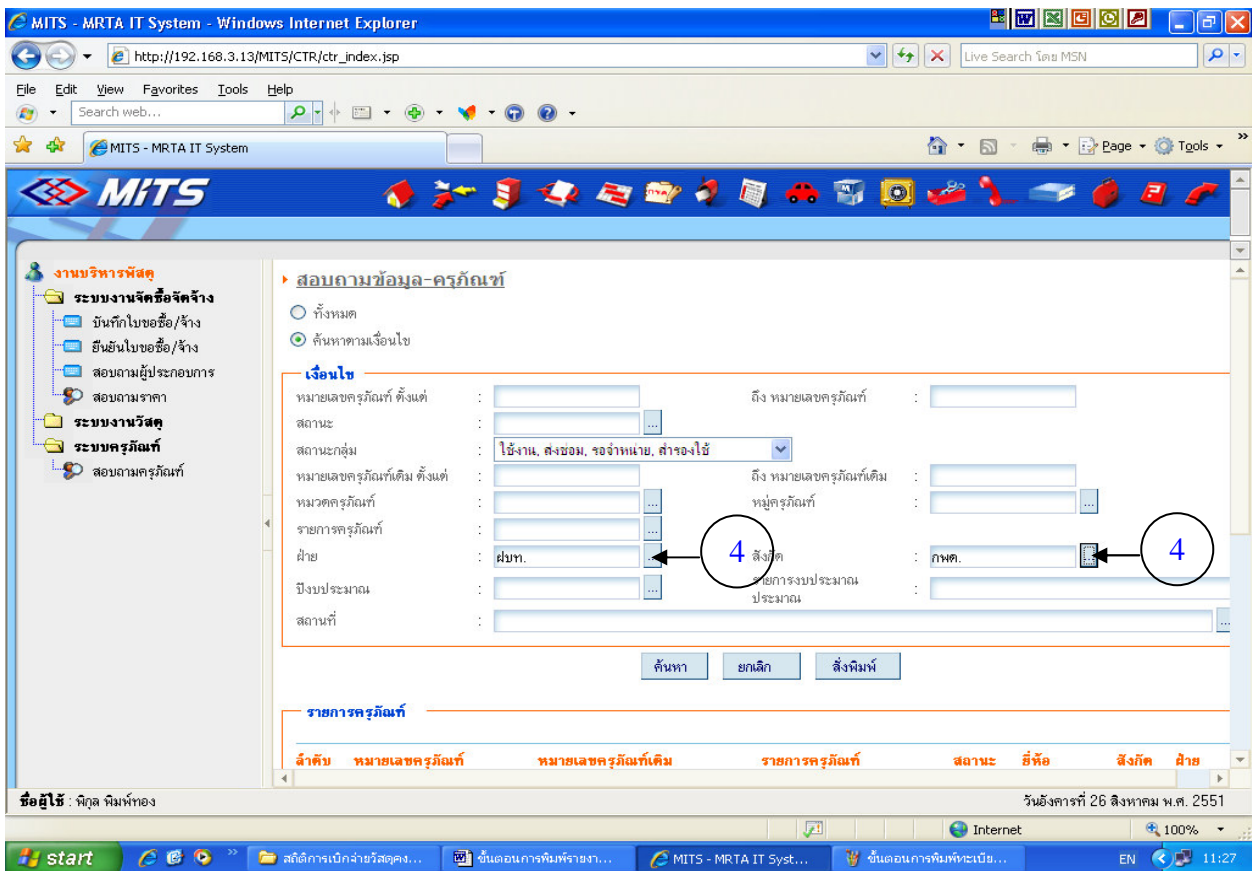 MITS - MRTA IT System - Windows Internet Explorer
http://192.168.3.13/MITS/CTR/ctr_index.jsp
Live Search โดย MSN
File Edit View Favorites Tools Help
Search web...
MITS - MRTA IT System
Page Tools
MiTS
งานบริหารพัสดุ
ระบบงานจัดซื้อจัดจ้าง
บันทึกใบขอซื้อ/จ้าง
ยืนยันใบขอซื้อ/จ้าง
สอบถามผู้ประกอบการ
สอบถามราคา
ระบบงานวัสดุ
ระบบครุภัณฑ์
สอบถามครุภัณฑ์
สอบถามข้อมูล-ครุภัณฑ์
ทั้งหมด
ค้นหาตามเงื่อนไข
เงื่อนไข
หมายเลขครุภัณฑ์ ตั้งแต่ : ถึง หมายเลขครุภัณฑ์ :
สถานะ : ...
สถานะกลุ่ม : ใช้งาน, ส่งซ่อม, รอจำหน่าย, สำรองใช้
หมายเลขครุภัณฑ์เดิม ตั้งแต่ : ถึง หมายเลขครุภัณฑ์เดิม :
หมวดครุภัณฑ์ : ... หมู่ครุภัณฑ์ : ...
รายการครุภัณฑ์ : ...
ฝ่าย : ฝบท. ... 4 สังกัด : กพด. ... 4
ปีงบประมาณ : ... รายการงบประมาณ :
ประมาณ
สถานที่ : ...
ค้นหา ยกเลิก สั่งพิมพ์
รายการครุภัณฑ์
ลำดับ หมายเลขครุภัณฑ์ หมายเลขครุภัณฑ์เดิม รายการครุภัณฑ์ สถานะ ยี่ห้อ สังกัด ฝ่าย
ชื่อผู้ใช้ : พิกุล พิมพ์ทอง วันอังคารที่ 26 สิงหาคม พ.ศ. 2551
Internet 100%
start สถิติการเบิกจ่ายวัสดุคง... ขั้นตอนการพิมพ์รายงา... MITS - MRTA IT Syst... ขั้นตอนการพิมพ์ทะเบีย... EN 11:27